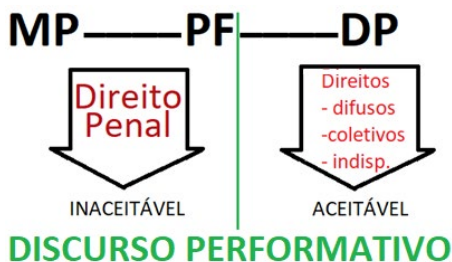 MP——PF——DP
Direito
Penal
Direitos
- difusos
-coletivos
- indisp.
INACEITÁVEL
ACEITÁVEL
DISCURSO PERFORMATIVO